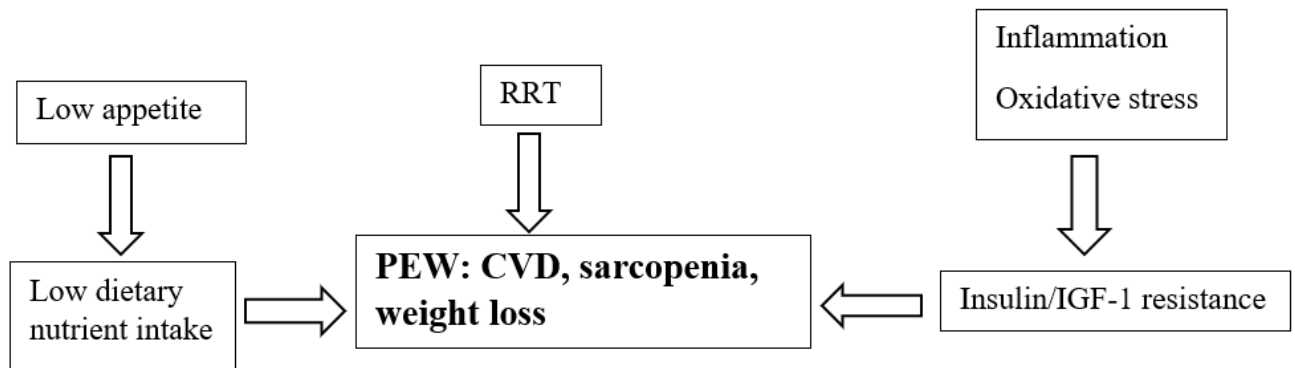 Low appetite
RRT
Inflammation
Oxidative stress
Low dietary
nutrient intake
PEW: CVD, sarcopenia,
weight loss
Insulin/IGF-1 resistance